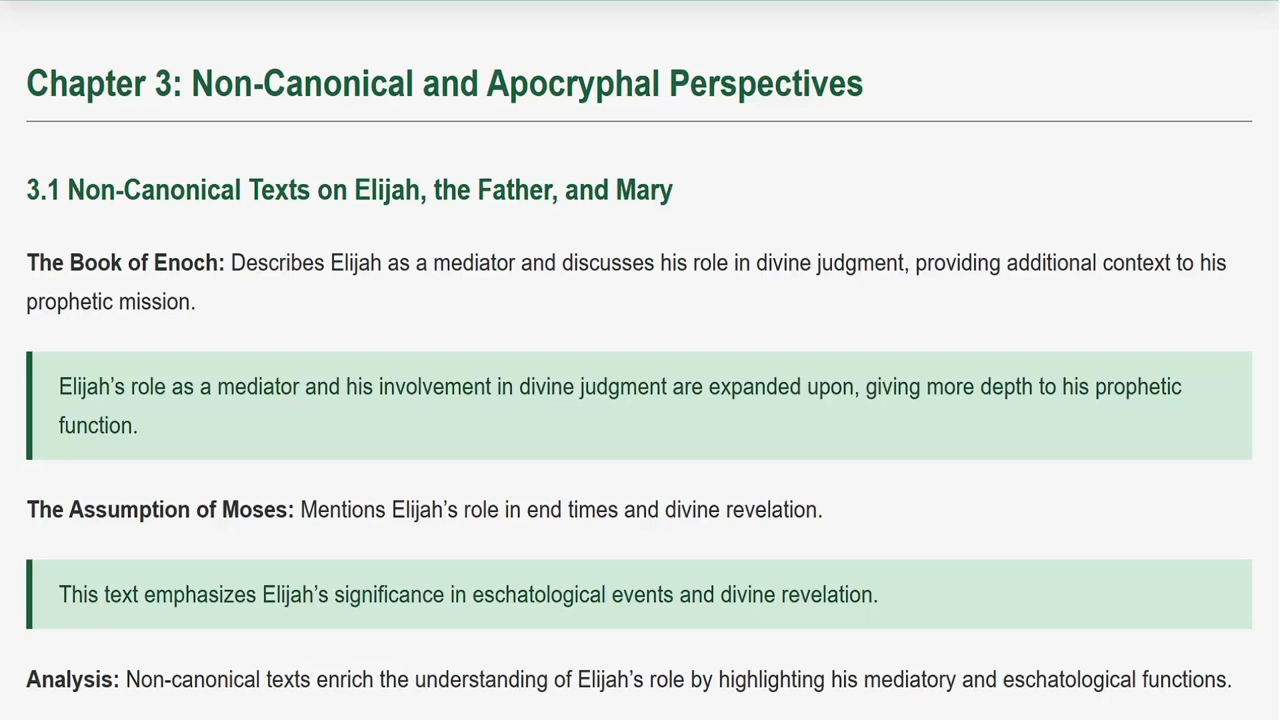 Chapter 3: Non-Canonical and Apocryphal Perspectives
3.1 Non-Canonical Texts on Elijah, the Father, and Mary
The Book of Enoch: Describes Elijah as a mediator and discusses his role in divine judgment, providing additional context to his
prophetic mission.
Elijah’s role as a mediator and his involvement in divine judgment are expanded upon, giving more depth to his prophetic
function.
The Assumption of Moses: Mentions Elijah’s role in end times and divine revelation.
This text emphasizes Elijah’s significance in eschatological events and divine revelation.
Analysis: Non-canonical texts enrich the understanding of Elijah’s role by highlighting his mediatory and eschatological functions.